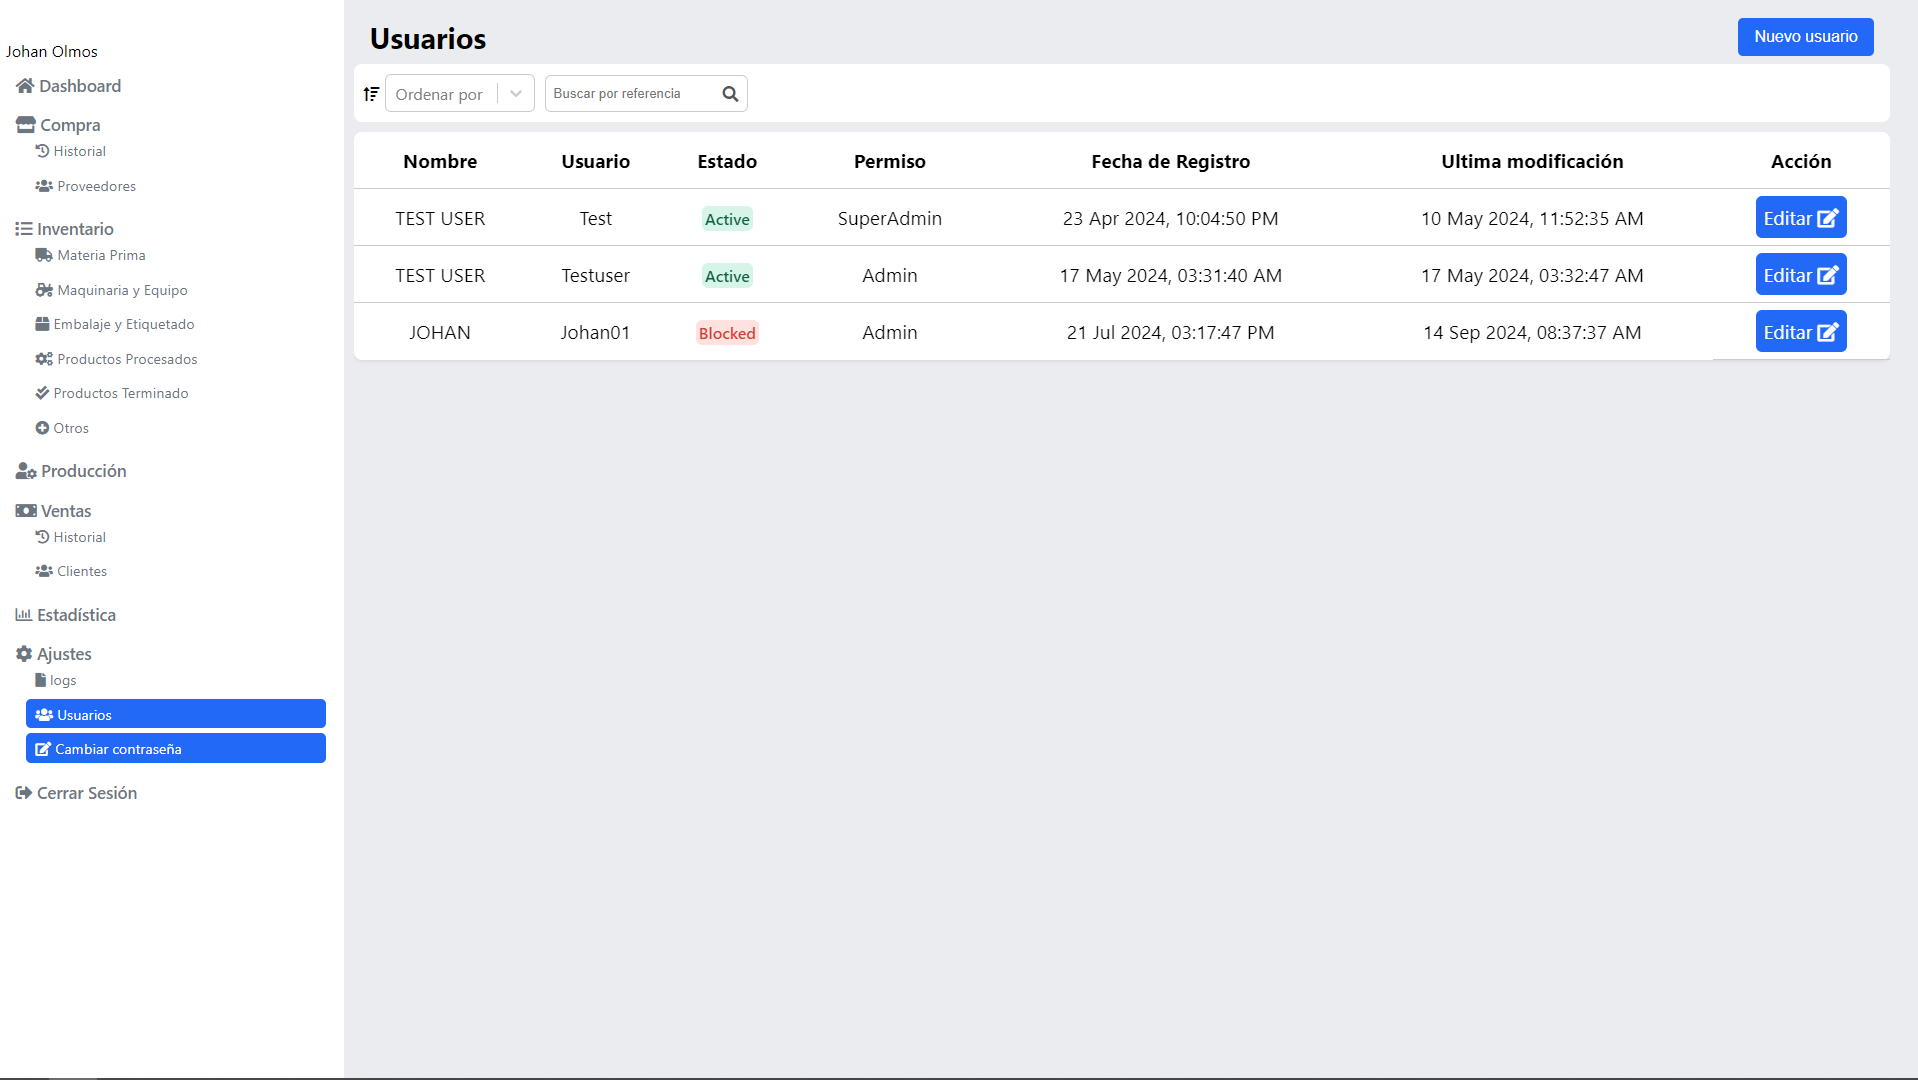 Johan Olmos
Dashboard
Compra
Historial
Proveedores
Inventario
Materia Prima
Maquinaria y Equipo
Embalaje y Etiquetado
Productos Procesados
Productos Terminado
Otros
Producción
Ventas
Historial
Clientes
Estadística
Ajustes
logs
Usuarios
Cambiar contraseña
Cerrar Sesión
Usuarios
Nuevo usuario
Ordenar por
Buscar por referencia
Nombre Usuario Estado Permiso Fecha de Registro Ultima modificación Acción
TEST USER Test Active SuperAdmin 23 Apr 2024, 10:04:50 PM 10 May 2024, 11:52:35 AM Editar
TEST USER Testuser Active Admin 17 May 2024, 03:31:40 AM 17 May 2024, 03:32:47 AM Editar
JOHAN Johan01 Blocked Admin 21 Jul 2024, 03:17:47 PM 14 Sep 2024, 08:37:37 AM Editar